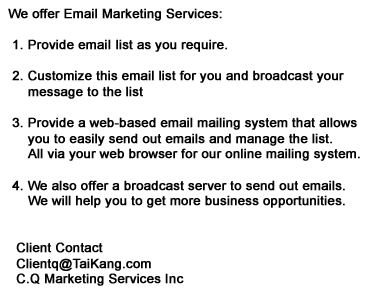 We offer Email Marketing Services:
1. Provide email list as you require.
2. Customize this email list for you and broadcast your
message to the list
3. Provide a web-based email mailing system that allows
you to easily send out emails and manage the list.
All via your web browser for our online mailing system.
4. We also offer a broadcast server to send out emails.
We will help you to get more business opportunities.
Client Contact
Clientq@TaiKang.com
C.Q Marketing Services Inc